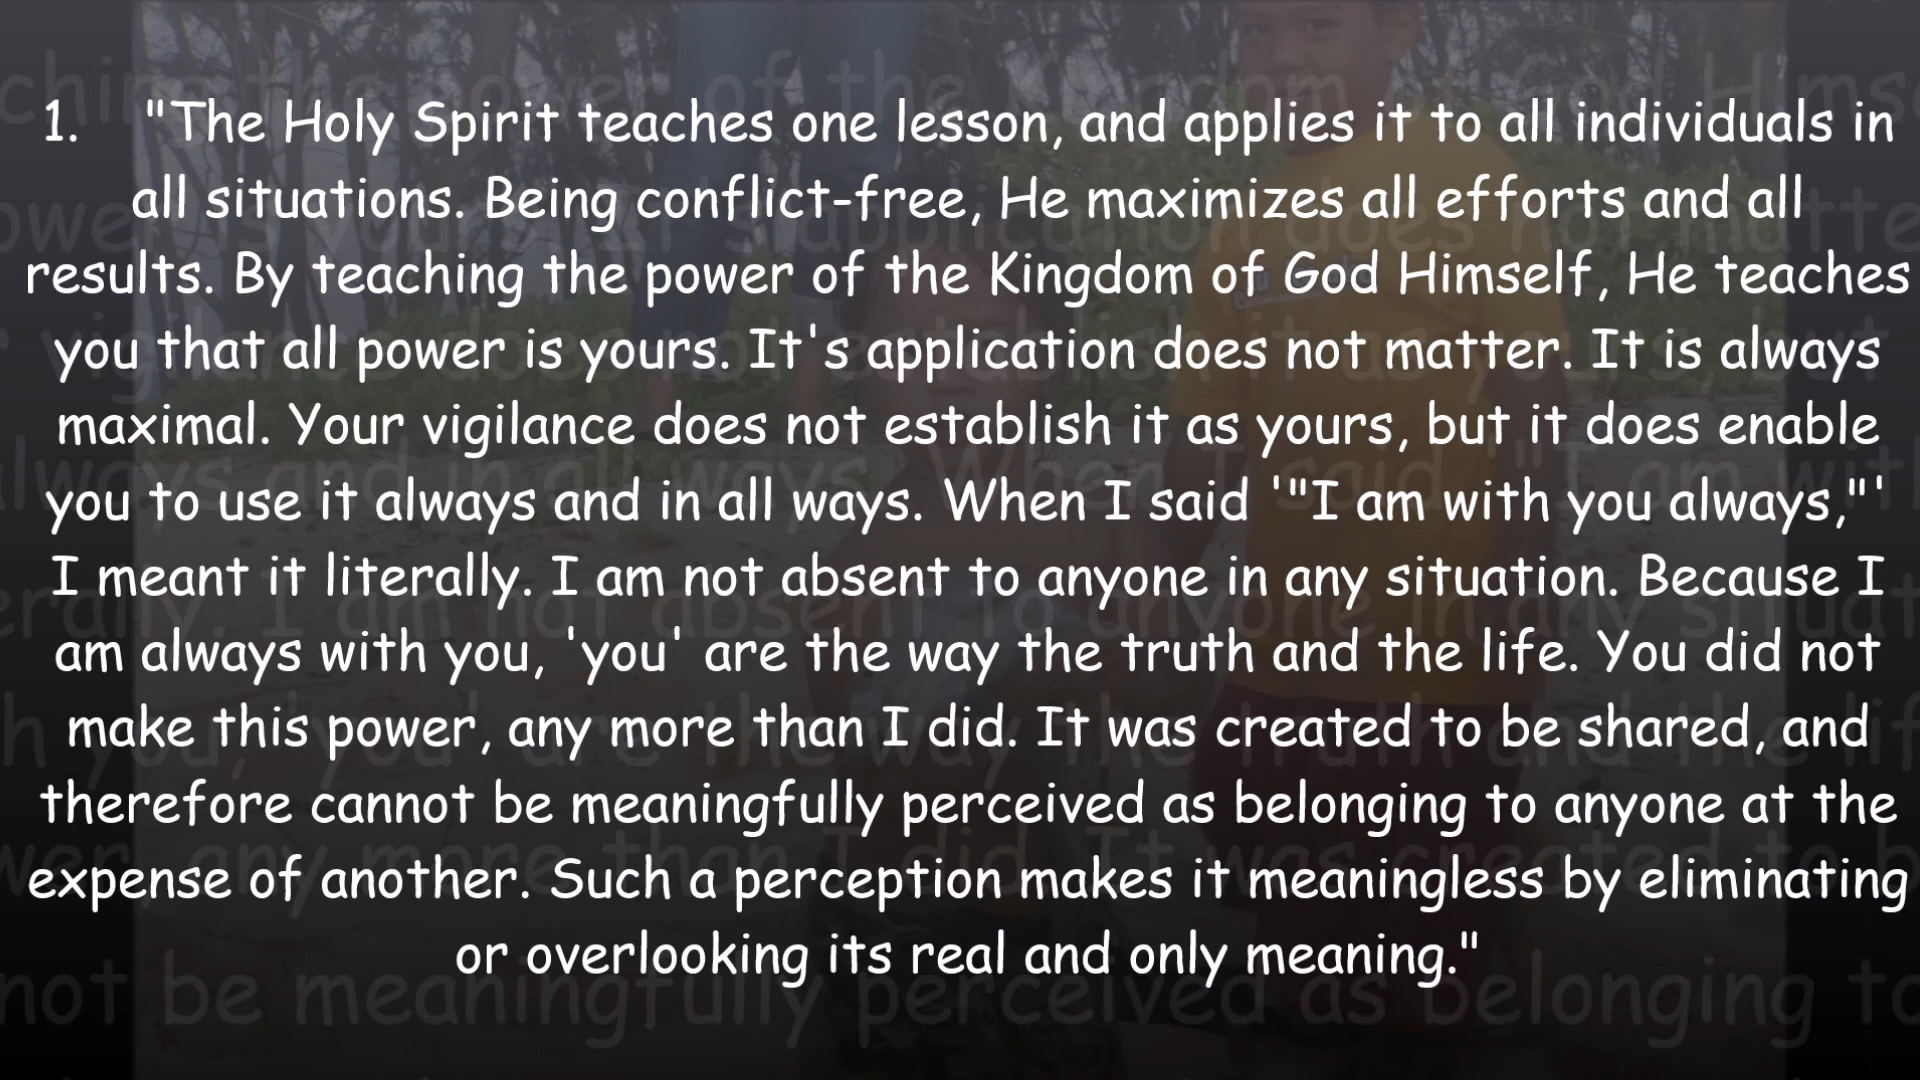 1. "The Holy Spirit teaches one lesson, and applies it to all individuals in
all situations. Being conflict-free, He maximizes all efforts and all
results. By teaching the power of the Kingdom of God Himself, He teaches
you that all power is yours. It's application does not matter. It is always
maximal. Your vigilance does not establish it as yours, but it does enable
you to use it always and in all ways. When I said '"I am with you always,"'
I meant it literally. I am not absent to anyone in any situation. Because I
am always with you, 'you' are the way the truth and the life. You did not
make this power, any more than I did. It was created to be shared, and
therefore cannot be meaningfully perceived as belonging to anyone at the
expense of another. Such a perception makes it meaningless by eliminating
or overlooking its real and only meaning."